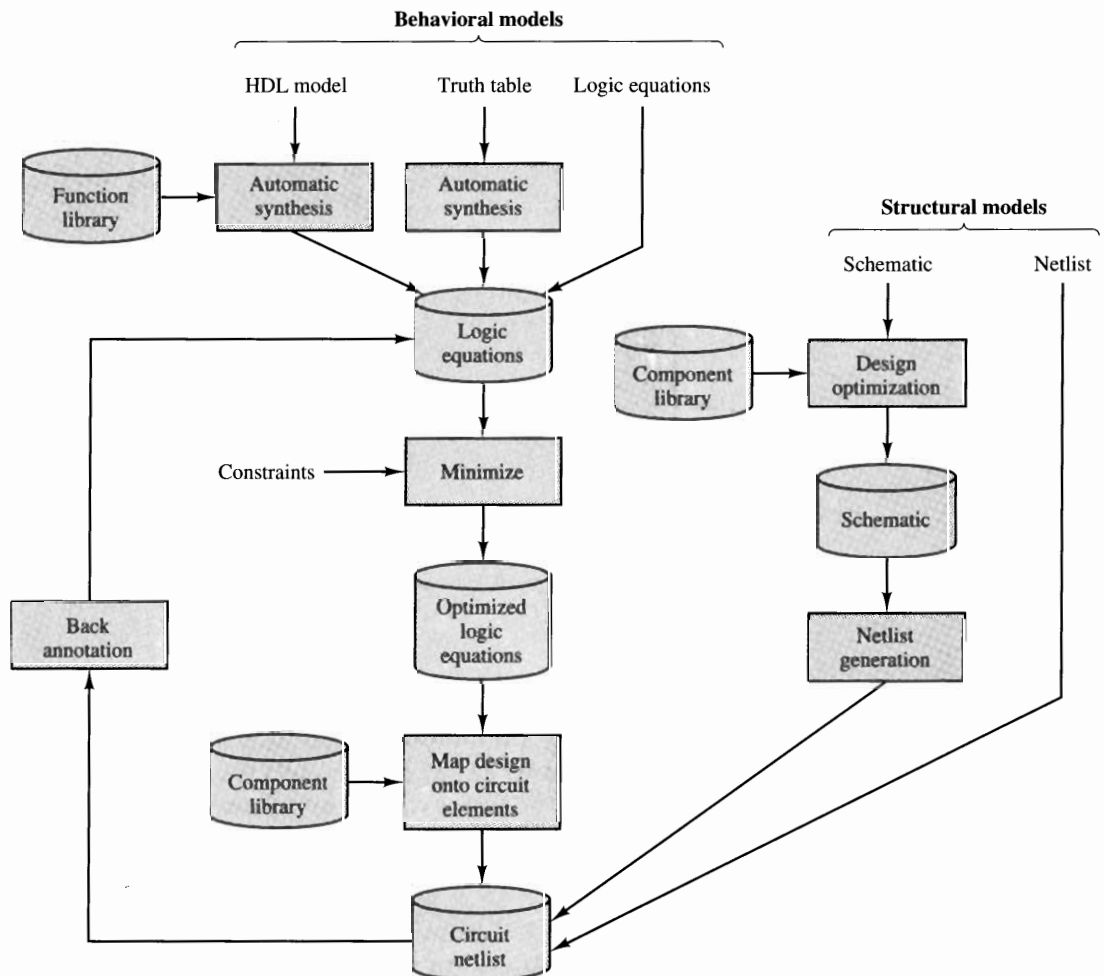 Behavioral models
HDL model
Truth table
Logic equations
Function
library
Automatic
synthesis
Automatic
synthesis
Structural models
Schematic
Netlist
Logic
equations
Component
library
Design
optimization
Constraints
Minimize
Schematic
Back
annotation
Optimized
logic
equations
Netlist
generation
Component
library
Map design
onto circuit
elements
Circuit
netlist